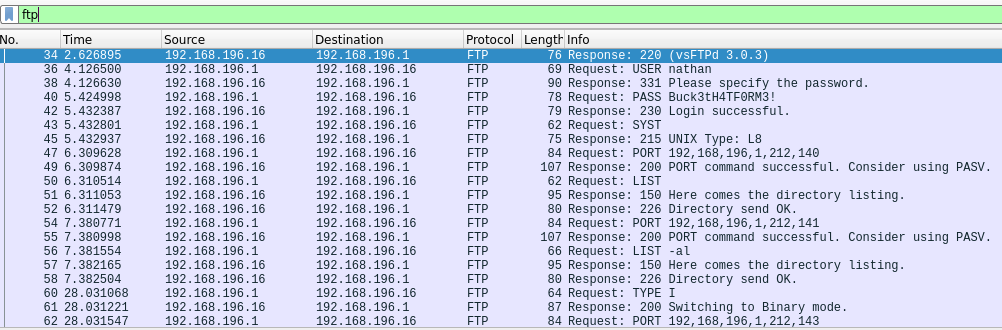 ftp
No. Time Source Destination Protocol Length Info
34 2.626895 192.168.196.16 192.168.196.1 FTP 76 Response: 220 (vsFTPd 3.0.3)
36 4.126500 192.168.196.1 192.168.196.16 FTP 69 Request: USER nathan
38 4.126630 192.168.196.16 192.168.196.1 FTP 90 Response: 331 Please specify the password.
40 5.424998 192.168.196.1 192.168.196.16 FTP 78 Request: PASS Buck3tH4TF0RM3!
42 5.432387 192.168.196.16 192.168.196.1 FTP 79 Response: 230 Login successful.
43 5.432801 192.168.196.1 192.168.196.16 FTP 62 Request: SYST
45 5.432937 192.168.196.16 192.168.196.1 FTP 75 Response: 215 UNIX Type: L8
47 6.309628 192.168.196.1 192.168.196.16 FTP 84 Request: PORT 192,168,196,1,212,140
49 6.309874 192.168.196.16 192.168.196.1 FTP 107 Response: 200 PORT command successful. Consider using PASV.
50 6.310514 192.168.196.1 192.168.196.16 FTP 62 Request: LIST
51 6.311053 192.168.196.16 192.168.196.1 FTP 95 Response: 150 Here comes the directory listing.
52 6.311479 192.168.196.16 192.168.196.1 FTP 80 Response: 226 Directory send OK.
54 7.380771 192.168.196.1 192.168.196.16 FTP 84 Request: PORT 192,168,196,1,212,141
55 7.380998 192.168.196.16 192.168.196.1 FTP 107 Response: 200 PORT command successful. Consider using PASV.
56 7.381554 192.168.196.1 192.168.196.16 FTP 66 Request: LIST -al
57 7.382165 192.168.196.16 192.168.196.1 FTP 95 Response: 150 Here comes the directory listing.
58 7.382504 192.168.196.16 192.168.196.1 FTP 80 Response: 226 Directory send OK.
60 28.031068 192.168.196.1 192.168.196.16 FTP 64 Request: TYPE I
61 28.031221 192.168.196.16 192.168.196.1 FTP 87 Response: 200 Switching to Binary mode.
62 28.031547 192.168.196.1 192.168.196.16 FTP 84 Request: PORT 192,168,196,1,212,143